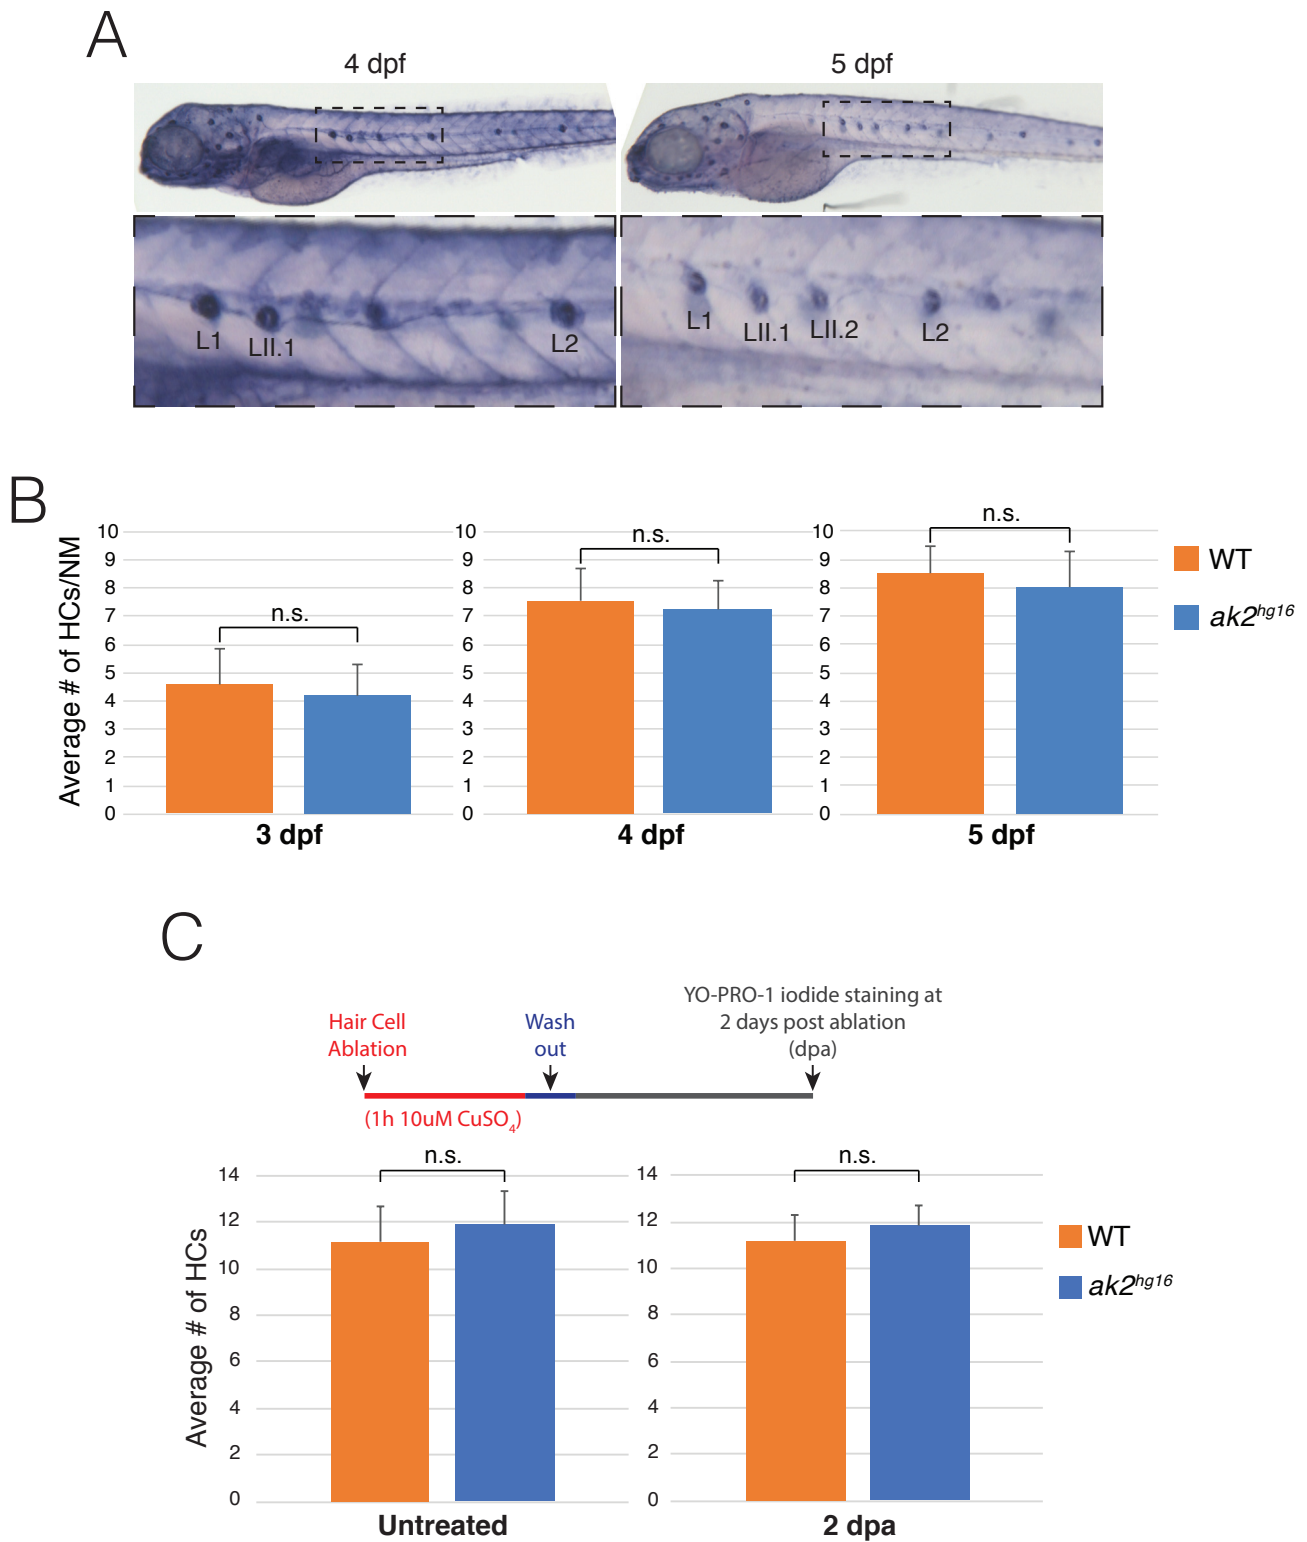 A
4 dpf
5 dpf
L1
LII.1
L2
L1
LII.1
LII.2
L2
B
Average # of HCs/NM
10
9
8
7
6
5
4
3
2
1
0
n.s.
3 dpf
10
9
8
7
6
5
4
3
2
1
0
n.s.
4 dpf
10
9
8
7
6
5
4
3
2
1
0
n.s.
5 dpf
WT
ak2hg16
C
Hair Cell
Ablation
(1h 10uM CuSO4)
Wash
out
YO-PRO-1 iodide staining at
2 days post ablation
(dpa)
Average # of HCs
14
12
10
8
6
4
2
0
n.s.
Untreated
14
12
10
8
6
4
2
0
n.s.
2 dpa
WT
ak2hg16